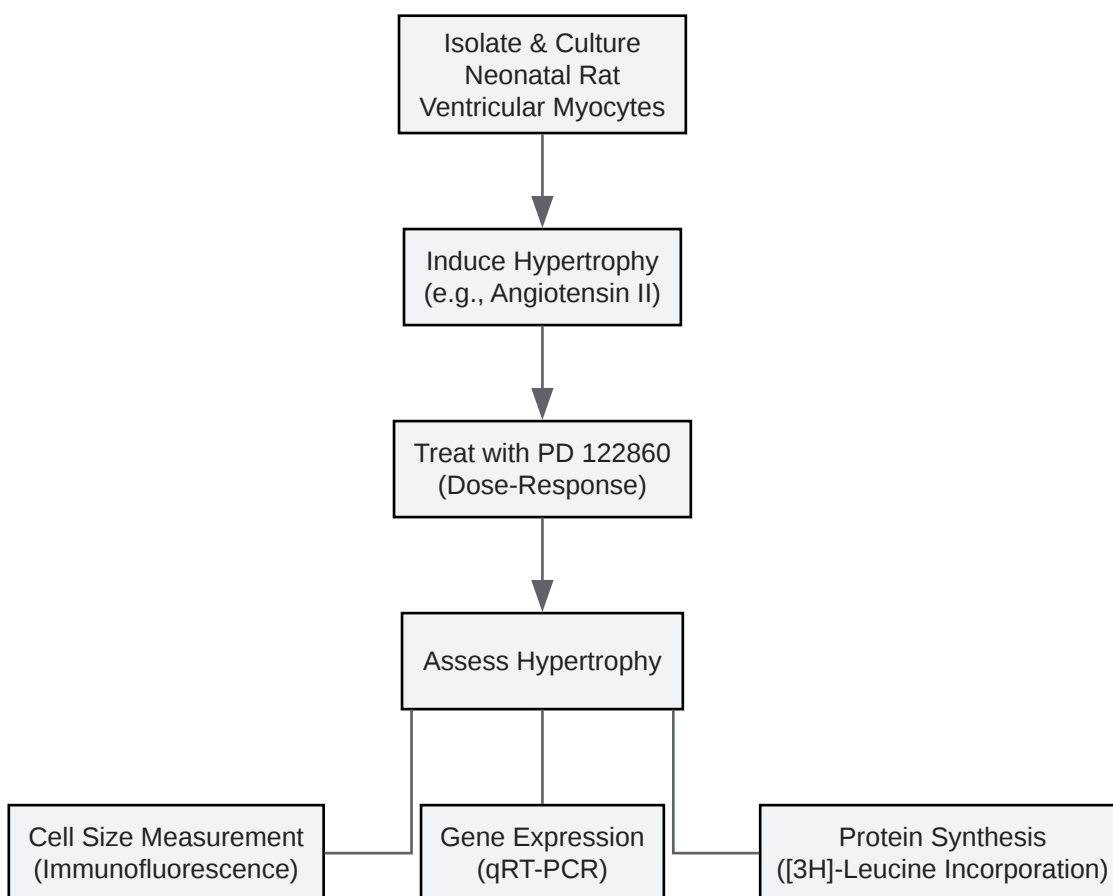 Isolate & Culture
Neonatal Rat
Ventricular Myocytes
Induce Hypertrophy
(e.g., Angiotensin II)
Treat with PD 122860
(Dose-Response)
Assess Hypertrophy
Cell Size Measurement
(Immunofluorescence)
Gene Expression
(qRT-PCR)
Protein Synthesis
([3H]-Leucine Incorporation)